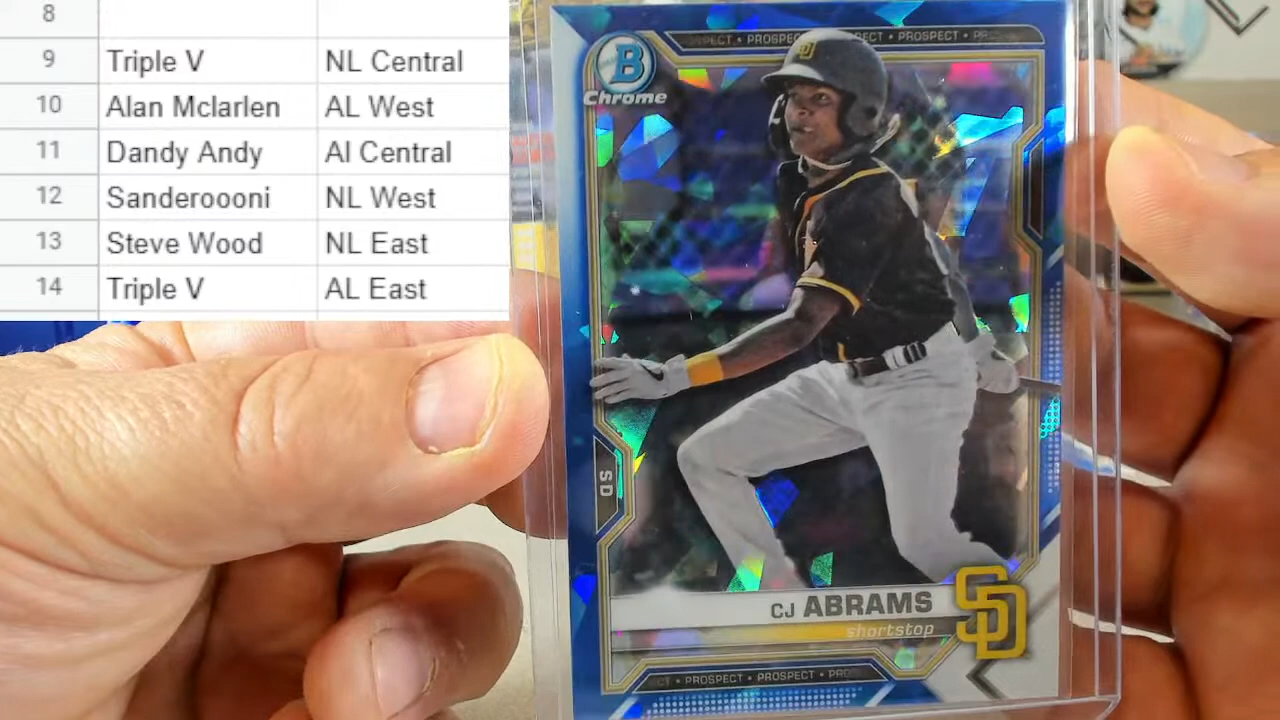 8
9 Triple V NL Central
10 Alan Mclarlen AL West
11 Dandy Andy Al Central
12 Sanderoooni NL West
13 Steve Wood NL East
14 Triple V AL East
PROSPECT • PROSPECT
B
Chrome
SD
CJ ABRAMS
shortstop
SD
PROSPECT • PROSPECT